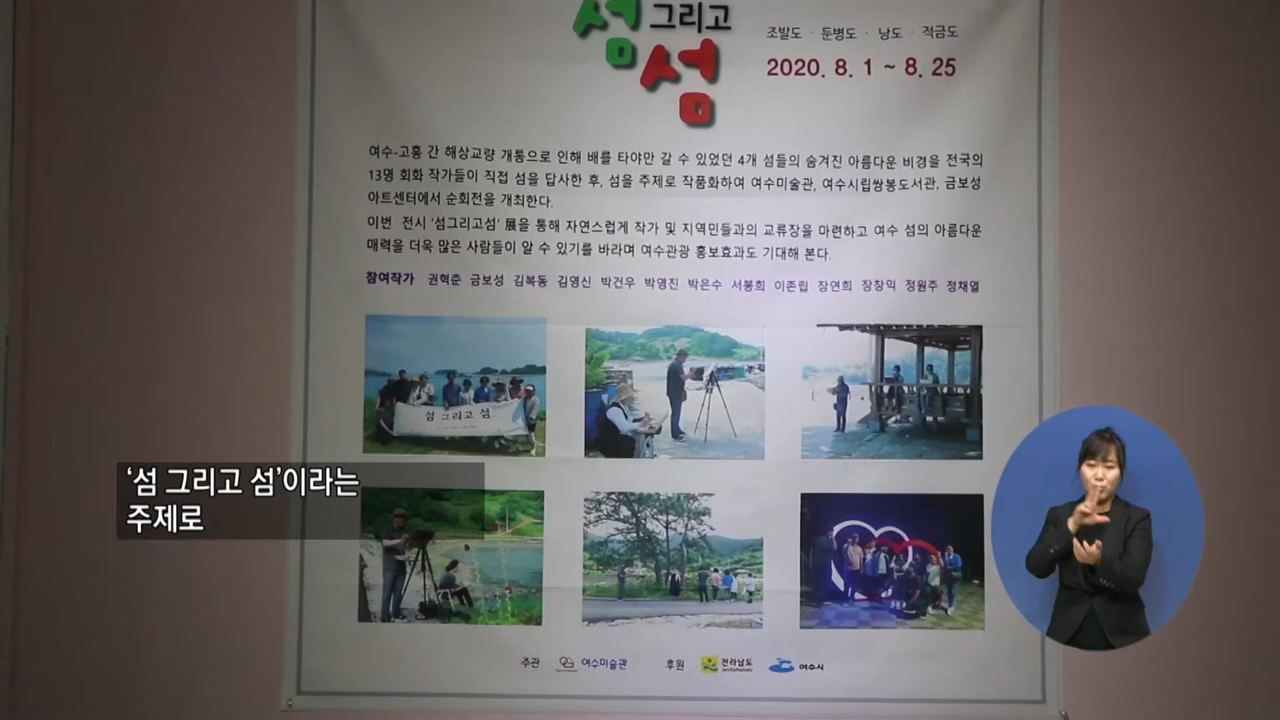 섬 그리고
섬
조발도 · 둔병도 · 낭도 · 적금도
2020. 8. 1 ~ 8. 25
여수-고흥 간 해상교량 개통으로 인해 배를 타야만 갈 수 있었던 4개 섬들의 숨겨진 아름다운 비경을 전국의
13명 회화 작가들이 직접 섬을 답사한 후, 섬을 주제로 작품화하여 여수미술관, 여수시립쌍봉도서관, 금보성
아트센터에서 순회전을 개최한다.
이번 전시 '섬그리고섬' 展을 통해 자연스럽게 작가 및 지역민들과의 교류장을 마련하고 여수 섬의 아름다운
매력을 더욱 많은 사람들이 알 수 있기를 바라며 여수관광 홍보효과도 기대해 본다.
참여작가 권혁춘 금보성 김복동 김영신 박건우 박영진 박은수 서봉희 이존립 장연희 장창익 정원주 정채열
섬 그리고 섬
'섬 그리고 섬'이라는
주제로
주관 여수미술관 후원 전라남도 여수시